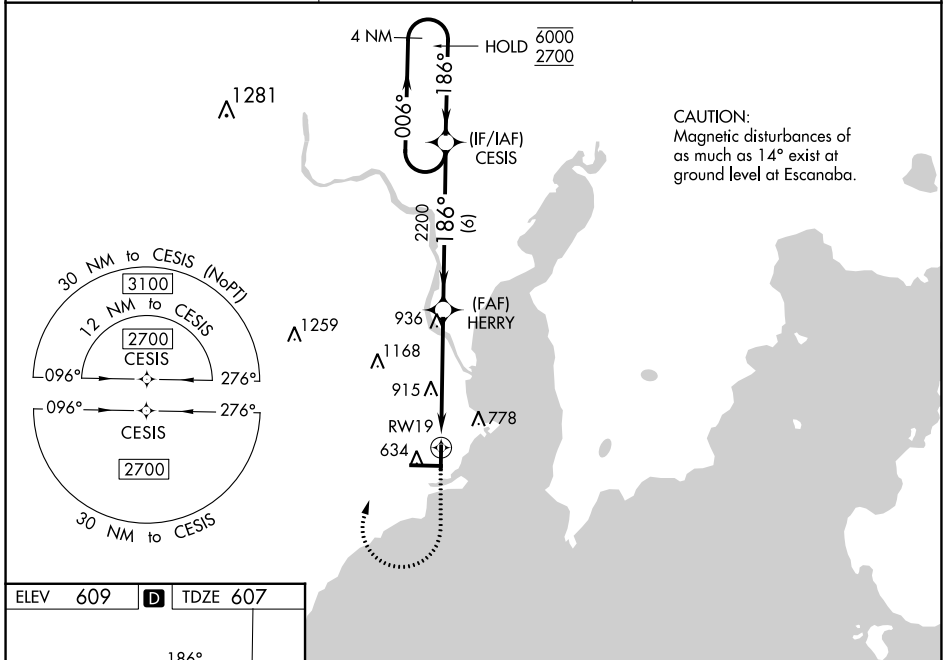 4 NM
HOLD
6000
2700
186°
006°
1281
(IF/IAF)
CESIS
CAUTION:
Magnetic disturbances of
as much as 14° exist at
ground level at Escanaba.
2200
186°
(6)
30 NM to CESIS (NoPT)
3100
12 NM to CESIS
2700
CESIS
096°
276°
096°
276°
CESIS
2700
30 NM to CESIS
(FAF)
HERRY
936
1259
1168
915
778
RW19
634
ELEV 609 D TDZE 607
186°